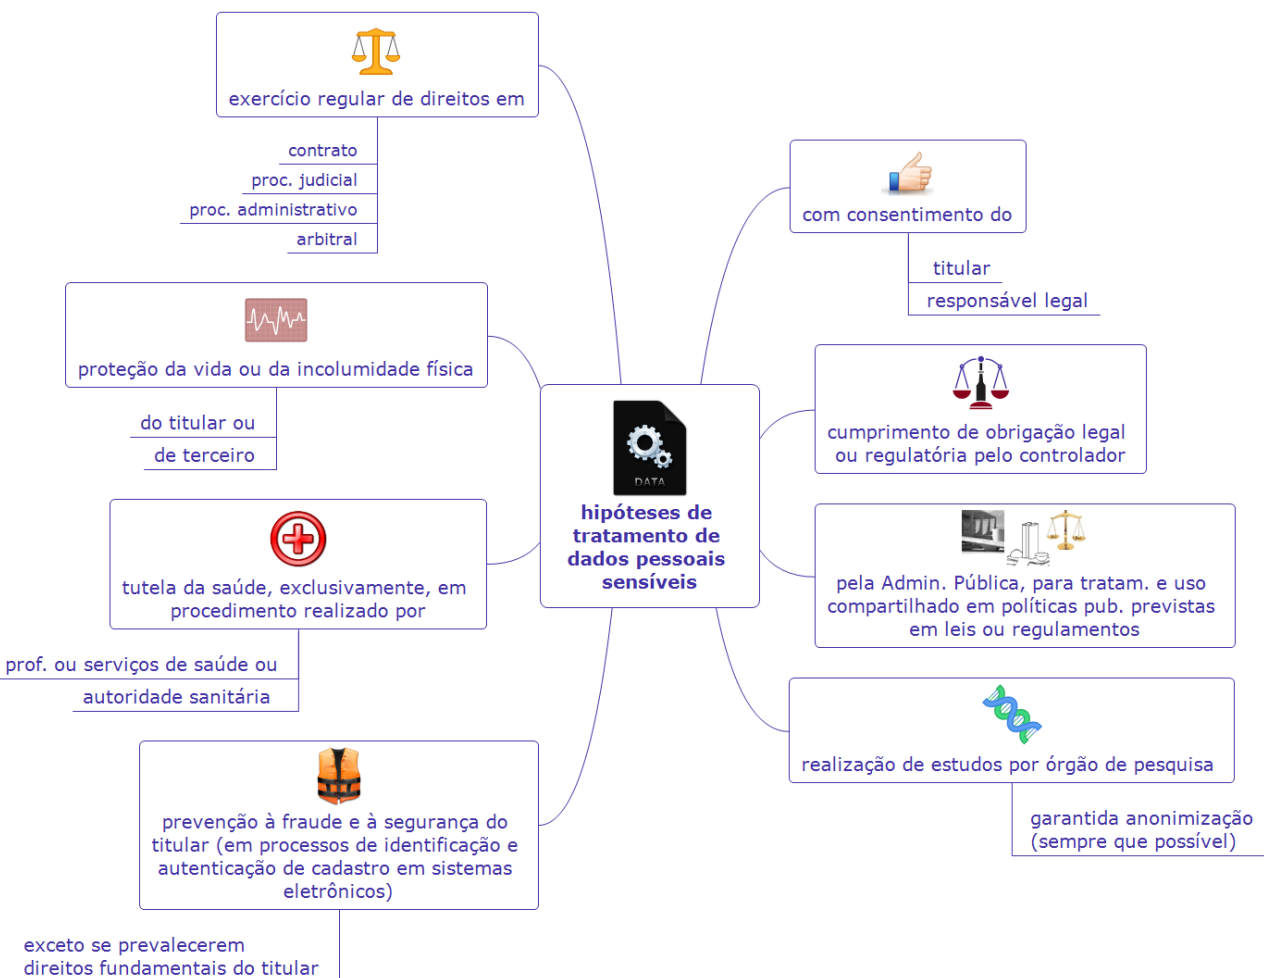 exercício regular de direitos em
contrato
proc. judicial
proc. administrativo
arbitral
proteção da vida ou da incolumidade física
do titular ou
de terceiro
tutela da saúde, exclusivamente, em
procedimento realizado por
prof. ou serviços de saúde ou
autoridade sanitária
prevenção à fraude e à segurança do
titular (em processos de identificação e
autenticação de cadastro em sistemas
eletrônicos)
exceto se prevalecerem
direitos fundamentais do titular
DATA
hipóteses de
tratamento de
dados pessoais
sensíveis
com consentimento do
titular
responsável legal
cumprimento de obrigação legal
ou regulatória pelo controlador
pela Admin. Pública, para tratam. e uso
compartilhado em políticas pub. previstas
em leis ou regulamentos
realização de estudos por órgão de pesquisa
garantida anonimização
(sempre que possível)